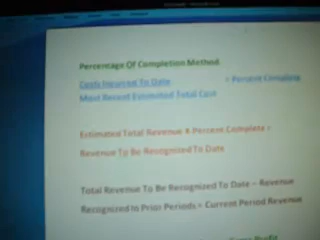 Percentage Of Completion Method
Costs Incurred To Date = Percent Complete
Most Recent Estimated Total Cost
Estimated Total Revenue X Percent Complete =
Revenue To Be Recognized To Date
Total Revenue To Be Recognized To Date – Revenue
Recognized In Prior Periods = Current Period Revenue
Profit